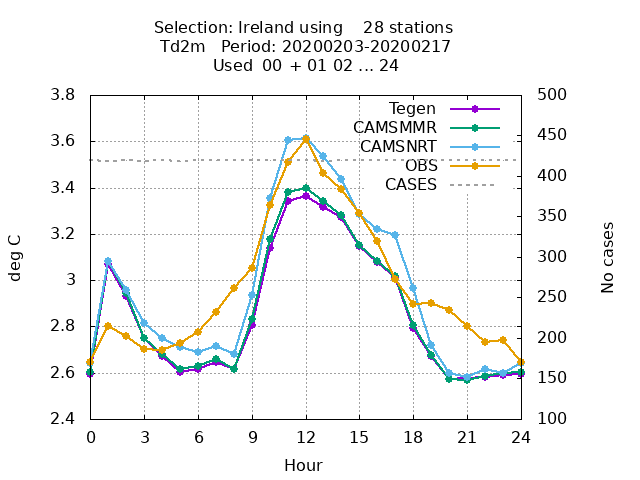 Selection: Ireland using 28 stations
Td2m Period: 20200203-20200217
Used 00 + 01 02 ... 24
3.8
3.6
3.4
3.2
3
2.8
2.6
2.4
500
450
400
350
300
250
200
150
100
Tegen
CAMSMMR
CAMSNRT
OBS
CASES
deg C
No cases
0 3 6 9 12 15 18 21 24
Hour